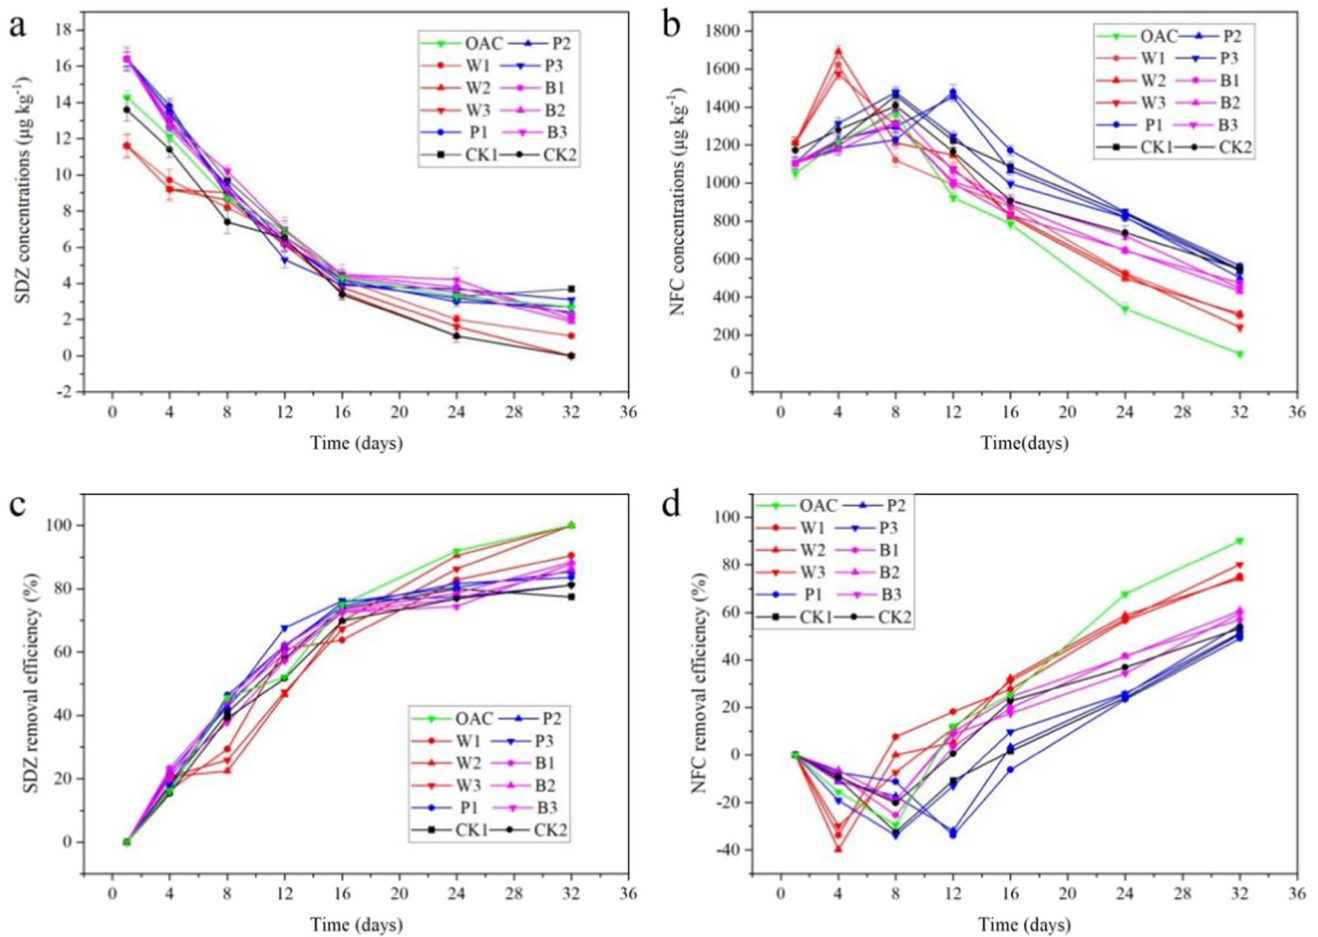 a
SDZ concentrations (µg kg⁻¹)
18
16
14
12
10
8
6
4
2
0
-2
OAC P2
W1 P3
W2 B1
W3 B2
P1 B3
CK1 CK2
0 4 8 12 16 20 24 28 32 36
Time (days)
b
NFC concentrations (µg kg⁻¹)
1800
1600
1400
1200
1000
800
600
400
200
0
OAC P2
W1 P3
W2 B1
W3 B2
P1 B3
CK1 CK2
0 4 8 12 16 20 24 28 32 36
Time(days)
c
SDZ removal efficiency (%)
100
80
60
40
20
0
OAC P2
W1 P3
W2 B1
W3 B2
P1 B3
CK1 CK2
0 4 8 12 16 20 24 28 32 36
Time (days)
d
NFC removal efficiency (%)
100
80
60
40
20
0
-20
-40
OAC P2
W1 P3
W2 B1
W3 B2
P1 B3
CK1 CK2
0 4 8 12 16 20 24 28 32 36
Time (days)